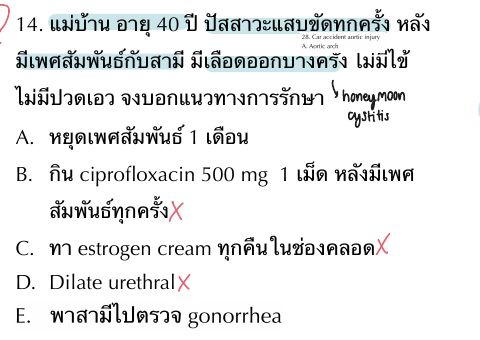 14. แม่บ้าน อายุ 40 ปี ปัสสาวะแสบขัดทุกครั้ง หลัง
28. Car accident aortic injury
A. Aortic arch
มีเพศสัมพันธ์กับสามี มีเลือดออกบางครั้ง ไม่มีไข้
ไม่มีปวดเอว จงบอกแนวทางการรักษา
honeymoon
cystitis
A. หยุดเพศสัมพันธ์ 1 เดือน
B. กิน ciprofloxacin 500 mg 1 เม็ด หลังมีเพศ
สัมพันธ์ทุกครั้ง
C. ทา estrogen cream ทุกคืนในช่องคลอด
D. Dilate urethral
E. พาสามีไปตรวจ gonorrhea